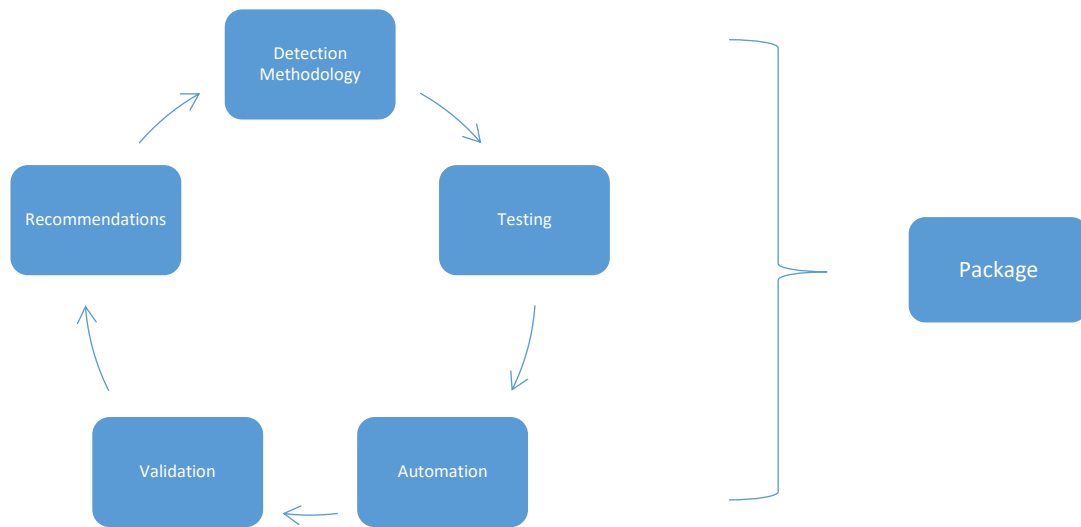 Detection
Methodology
Testing
Automation
Validation
Recommendations
Package